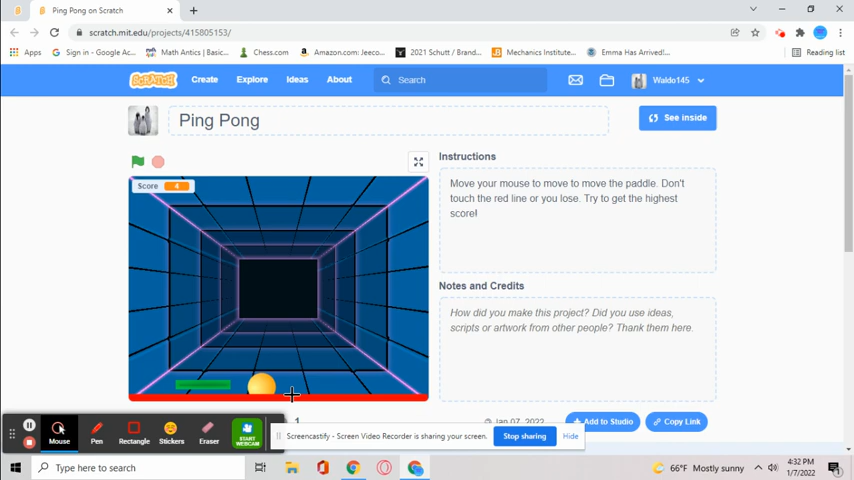 Ping Pong on Scratch
scratch.mit.edu/projects/415805153/
Apps
Sign in - Google Ac...
Math Antics | Basic...
Chess.com
Amazon.com: Jeeco...
2021 Schutt / Brand...
Mechanics Institute...
Emma Has Arrived!...
Reading list
SCRATCH
Create
Explore
Ideas
About
Search
Waldo145
Ping Pong
See inside
Score 4
Instructions
Move your mouse to move to move the paddle. Don't
touch the red line or you lose. Try to get the highest
score!
Notes and Credits
How did you make this project? Did you use ideas,
scripts or artwork from other people? Thank them here.
1
Jan 07, 2022
Add to Studio
Copy Link
Mouse
Pen
Rectangle
Stickers
Eraser
START
WEBCAM
Screencastify - Screen Video Recorder is sharing your screen.
Stop sharing
Hide
Type here to search
66°F Mostly sunny
4:32 PM
1/7/2022